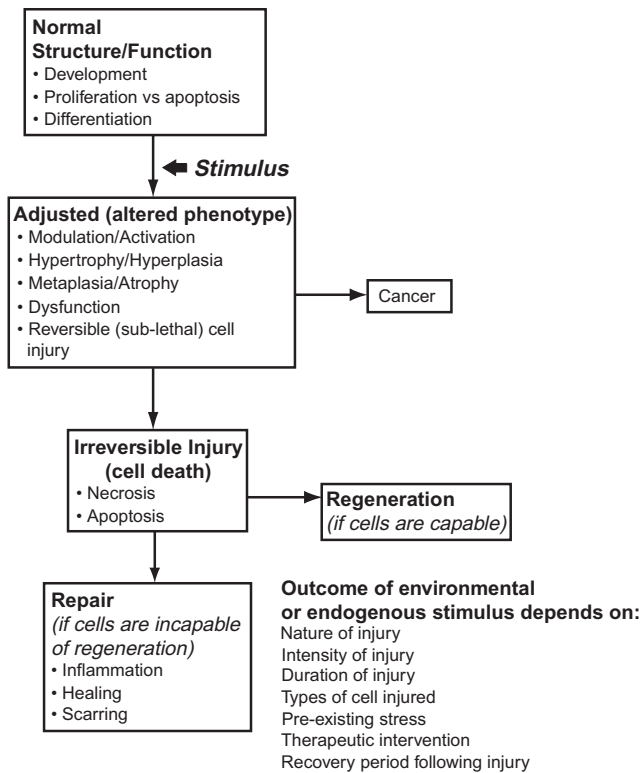 Normal
Structure/Function
• Development
• Proliferation vs apoptosis
• Differentiation
Stimulus
Adjusted (altered phenotype)
• Modulation/Activation
• Hypertrophy/Hyperplasia
• Metaplasia/Atrophy
• Dysfunction
• Reversible (sub-lethal) cell
injury
Cancer
Irreversible Injury
(cell death)
• Necrosis
• Apoptosis
Regeneration
(if cells are capable)
Repair
(if cells are incapable
of regeneration)
• Inflammation
• Healing
• Scarring
Outcome of environmental
or endogenous stimulus depends on:
Nature of injury
Intensity of injury
Duration of injury
Types of cell injured
Pre-existing stress
Therapeutic intervention
Recovery period following injury